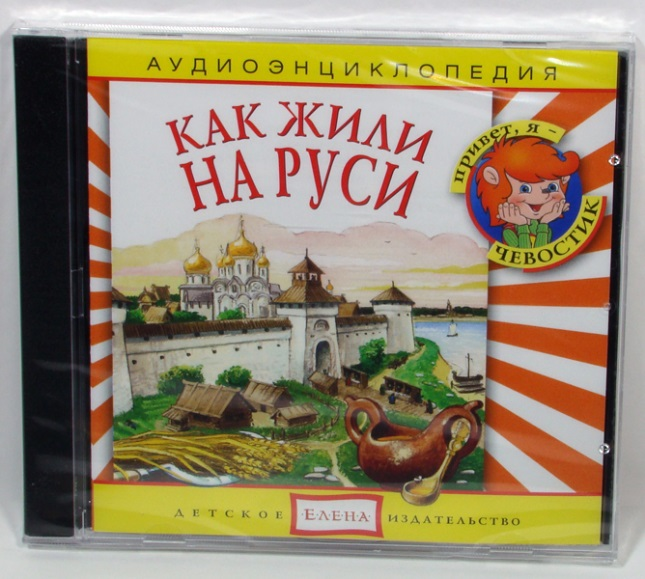 АУДИОЭНЦИКЛОПЕДИЯ
КАК ЖИЛИ
НА РУСИ
привет, я -
ЧЕВОСТИК
ДЕТСКОЕ ЕЛЕНА ИЗДАТЕЛЬСТВО